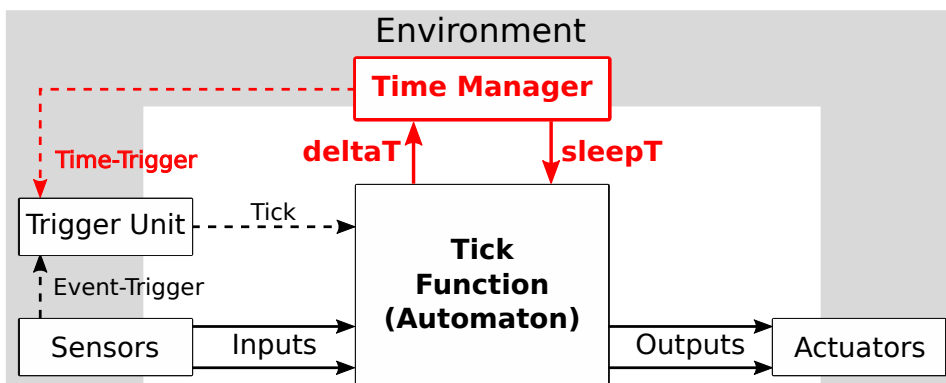 Environment
Time Manager
deltaT
sleepT
Time-Trigger
Trigger Unit
Tick
Tick
Function
(Automaton)
Event-Trigger
Sensors
Inputs
Outputs
Actuators